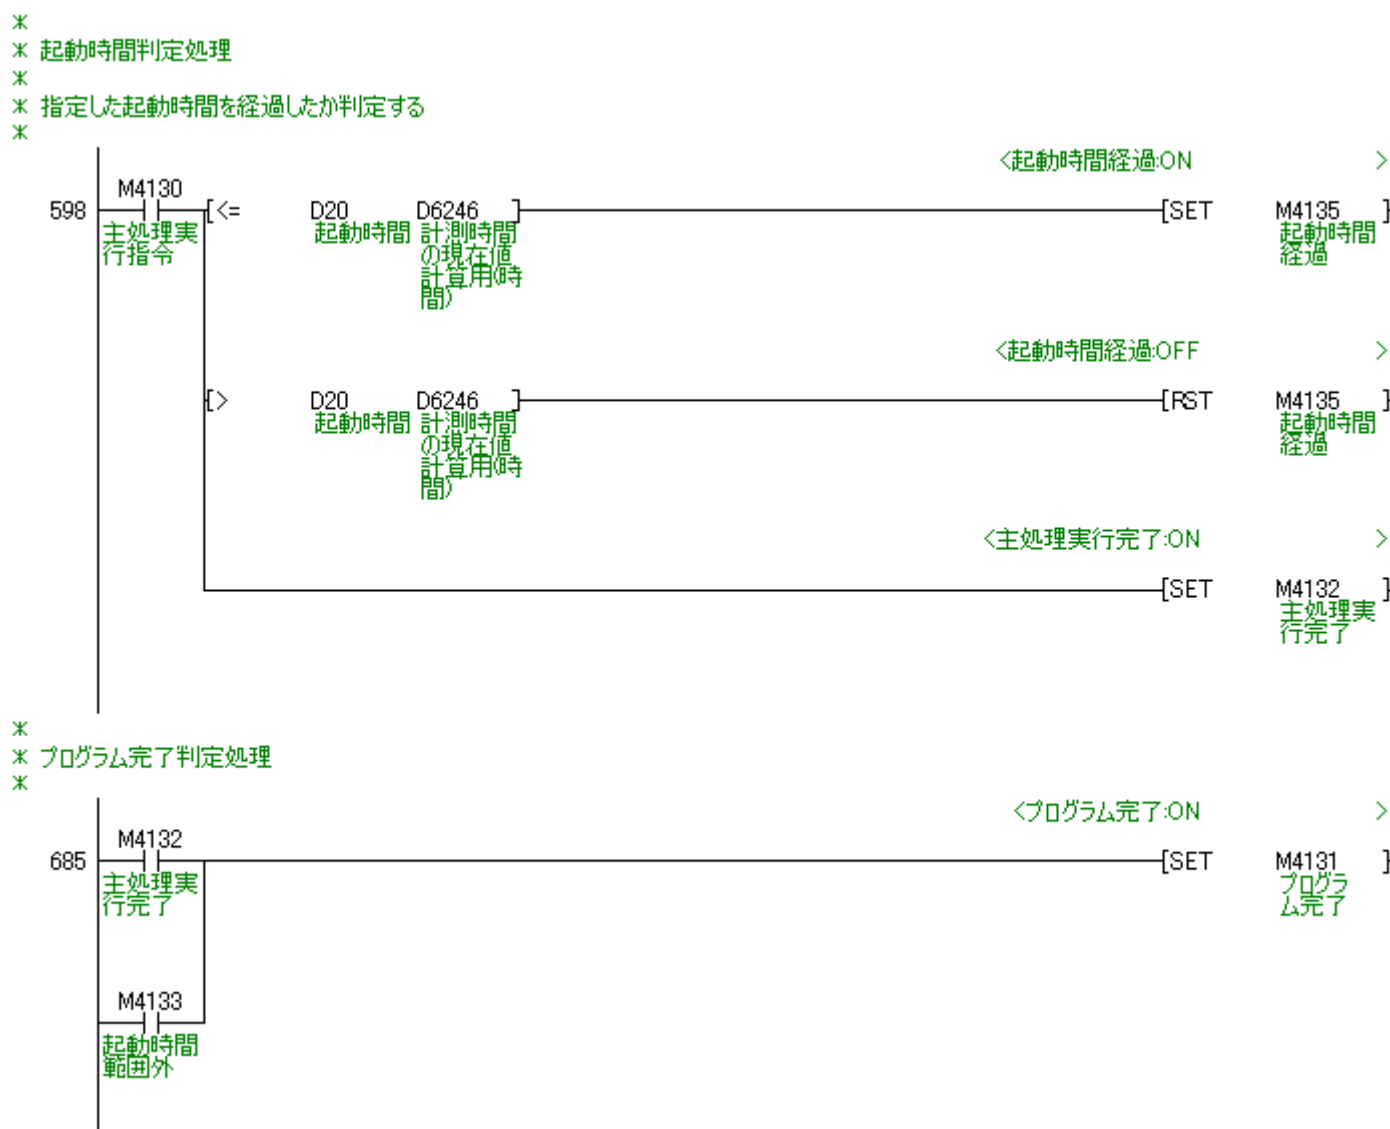 *
* 起動時間判定処理
*
* 指定した起動時間を経過したか判定する
*
<起動時間経過:ON >
M4130
598 [<= D20 D6246 ] [SET M4135 ]
主処理実 起動時間 計測時間 起動時間
行指令 の現在値 経過
計算用(時
間)
<起動時間経過:OFF >
[> D20 D6246 ] [RST M4135 ]
起動時間 計測時間 起動時間
の現在値 経過
計算用(時
間)
<主処理実行完了:ON >
[SET M4132 ]
主処理実
行完了
*
* プログラム完了判定処理
*
<プログラム完了:ON >
M4132
685 [SET M4131 ]
主処理実 プログラ
行完了 ム完了
M4133
起動時間
範囲外